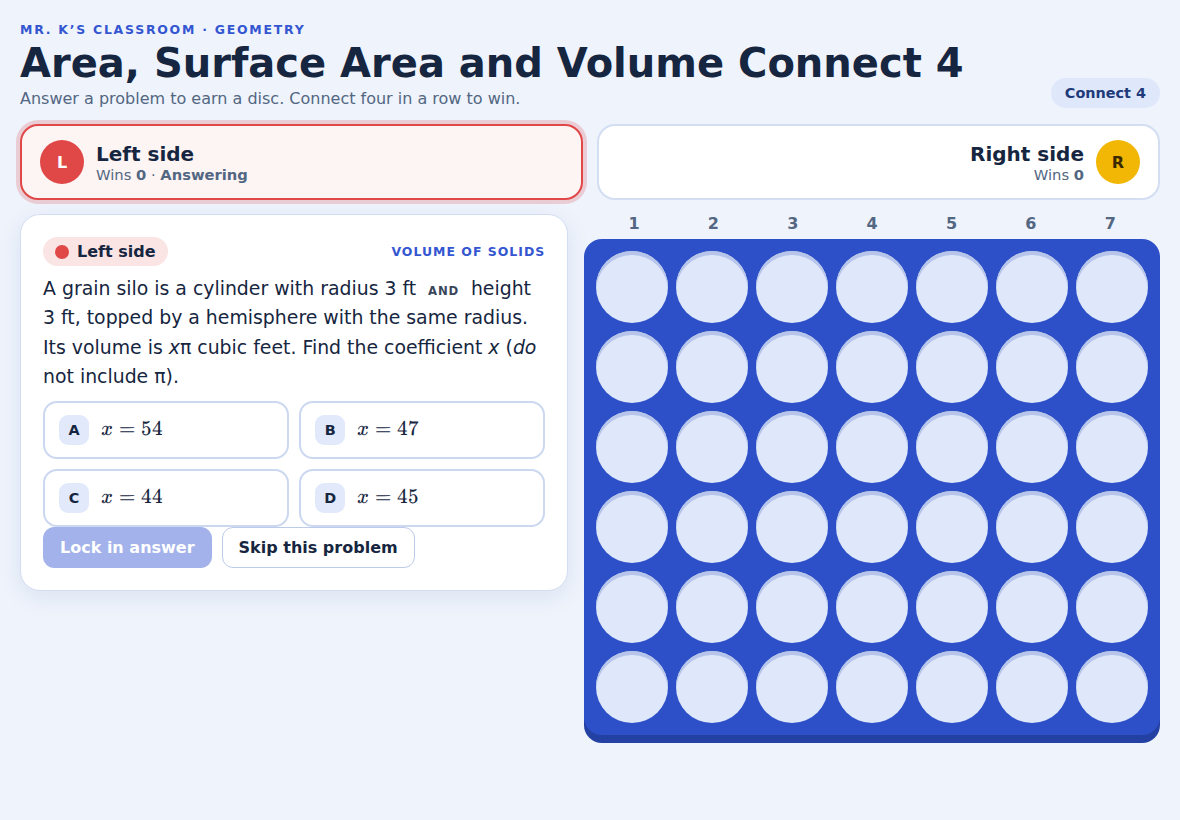 MR. K’S CLASSROOM · GEOMETRY
Area, Surface Area and Volume Connect 4
Answer a problem to earn a disc. Connect four in a row to win.
Connect 4
L
Left side
Wins 0 · Answering
Right side
Wins 0
R
Left side
VOLUME OF SOLIDS
A grain silo is a cylinder with radius 3 ft AND height
3 ft, topped by a hemisphere with the same radius.
Its volume is xπ cubic feet. Find the coefficient x (do
not include π).
A x = 54
B x = 47
C x = 44
D x = 45
Lock in answer
Skip this problem
1 2 3 4 5 6 7